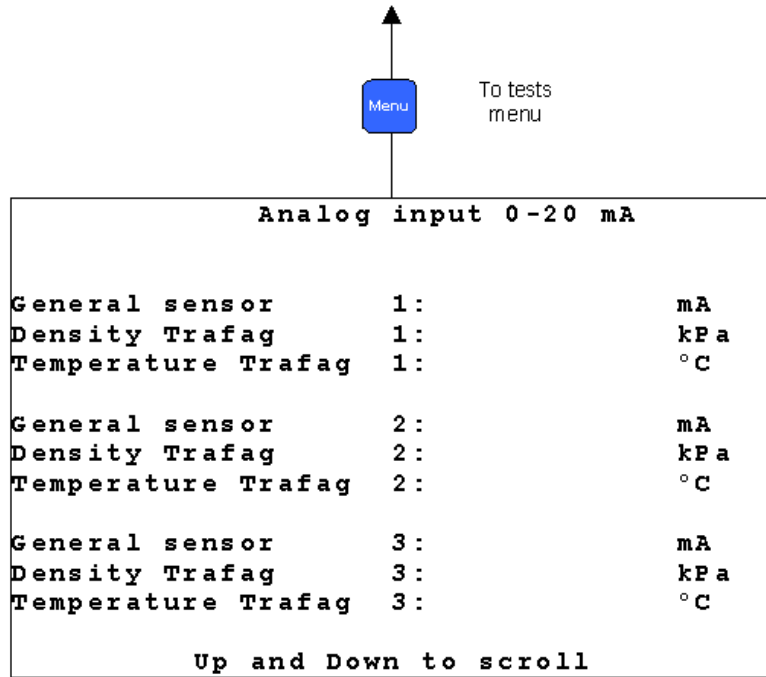 To tests
menu
Menu
Analog input 0-20 mA
General sensor 1: mA
Density Trafag 1: kPa
Temperature Trafag 1: °C
General sensor 2: mA
Density Trafag 2: kPa
Temperature Trafag 2: °C
General sensor 3: mA
Density Trafag 3: kPa
Temperature Trafag 3: °C
Up and Down to scroll